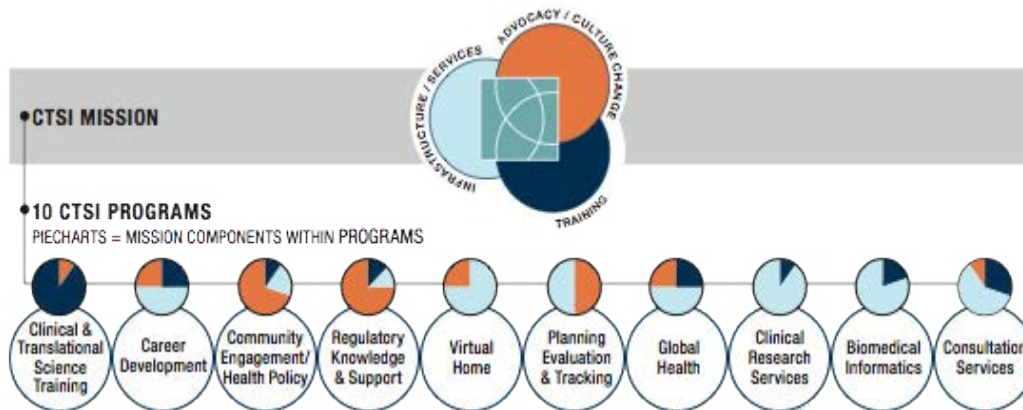 ADVOCACY / CULTURE CHANGE
INFRASTRUCTURE / SERVICES
TRAINING
CTSI MISSION
10 CTSI PROGRAMS
PIECHARTS = MISSION COMPONENTS WITHIN PROGRAMS
Clinical &
Translational
Science
Training
Career
Development
Community
Engagement/
Health Policy
Regulatory
Knowledge
& Support
Virtual
Home
Planning
Evaluation
& Tracking
Global
Health
Clinical
Research
Services
Biomedical
Informatics
Consultation
Services